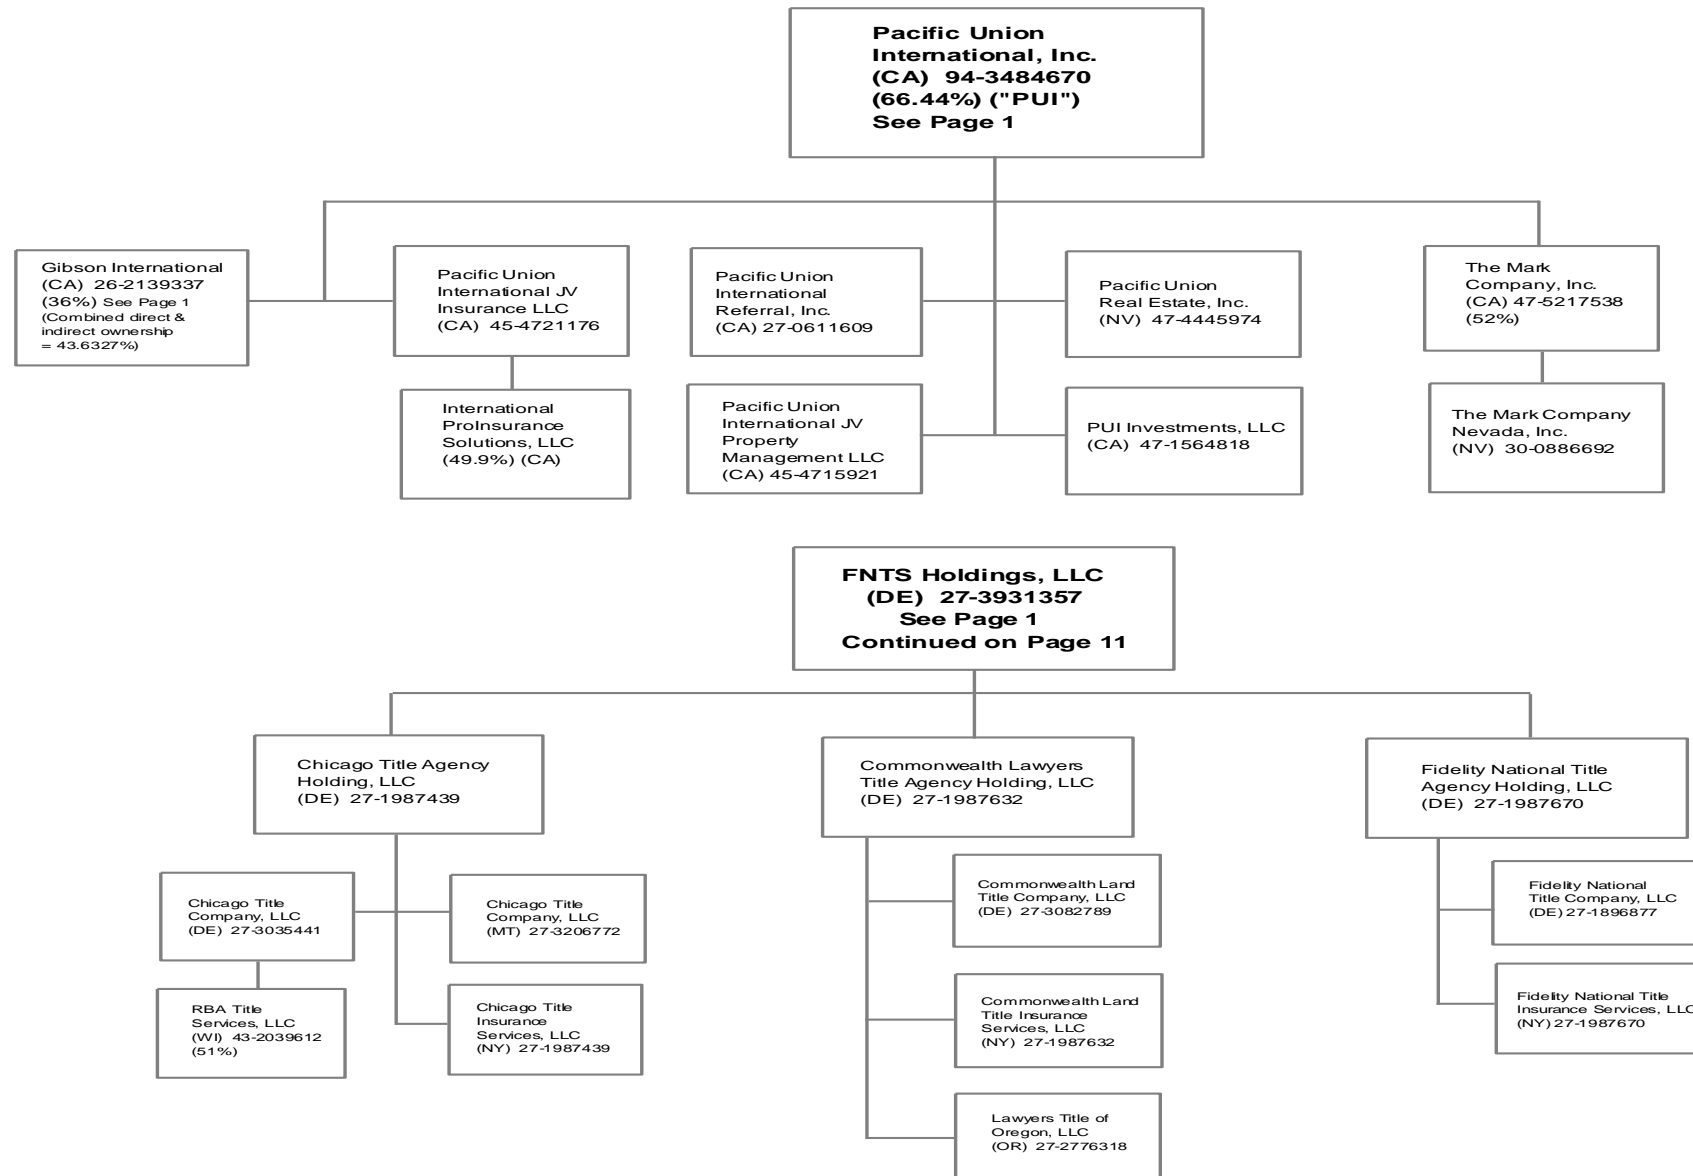 Pacific Union
International, Inc.
(CA) 94-3484670
(66.44%) ("PUI")
See Page 1
Gibson International
(CA) 26-2139337
(36%) See Page 1
(Combined direct &
indirect ownership
= 43.6327%)
Pacific Union
International JV
Insurance LLC
(CA) 45-4721176
International
ProInsurance
Solutions, LLC
(49.9%) (CA)
Pacific Union
International
Referral, Inc.
(CA) 27-0611609
Pacific Union
Real Estate, Inc.
(NV) 47-4445974
Pacific Union
International JV
Property
Management LLC
(CA) 45-4715921
PUI Investments, LLC
(CA) 47-1564818
The Mark
Company, Inc.
(CA) 47-5217538
(52%)
The Mark Company
Nevada, Inc.
(NV) 30-0886692
FNTS Holdings, LLC
(DE) 27-3931357
See Page 1
Continued on Page 11
Chicago Title Agency
Holding, LLC
(DE) 27-1987439
Chicago Title
Company, LLC
(DE) 27-3035441
Chicago Title
Company, LLC
(MT) 27-3206772
RBA Title
Services, LLC
(WI) 43-2039612
(51%)
Chicago Title
Insurance
Services, LLC
(NY) 27-1987439
Commonwealth Lawyers
Title Agency Holding, LLC
(DE) 27-1987632
Commonwealth Land
Title Company, LLC
(DE) 27-3082789
Commonwealth Land
Title Insurance
Services, LLC
(NY) 27-1987632
Lawyers Title of
Oregon, LLC
(OR) 27-2776318
Fidelity National Title
Agency Holding, LLC
(DE) 27-1987670
Fidelity National
Title Company, LLC
(DE) 27-1896877
Fidelity National Title
Insurance Services, LLC
(NY) 27-1987670